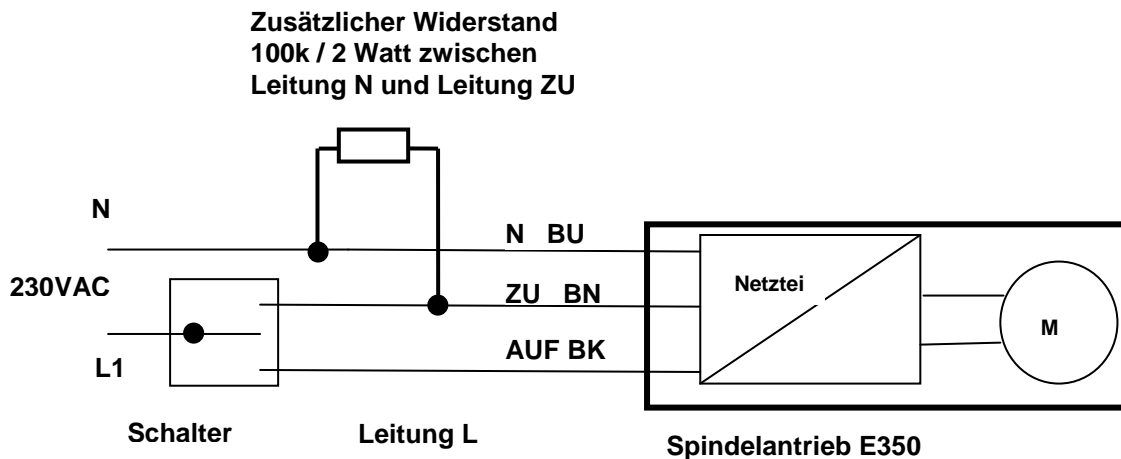 Zusätzlicher Widerstand
100k / 2 Watt zwischen
Leitung N und Leitung ZU
N
N BU
230VAC
ZU BN
Netztei
M
L1
AUF BK
Schalter
Leitung L
Spindelantrieb E350